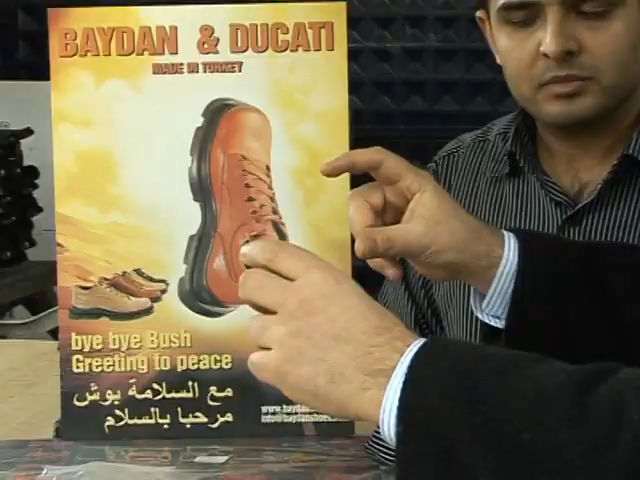 BAYDAN & DUCATI
MADE IN TURKEY
bye bye Bush
Greeting to peace
مع السلامة بوش
مرحبا بالسلام